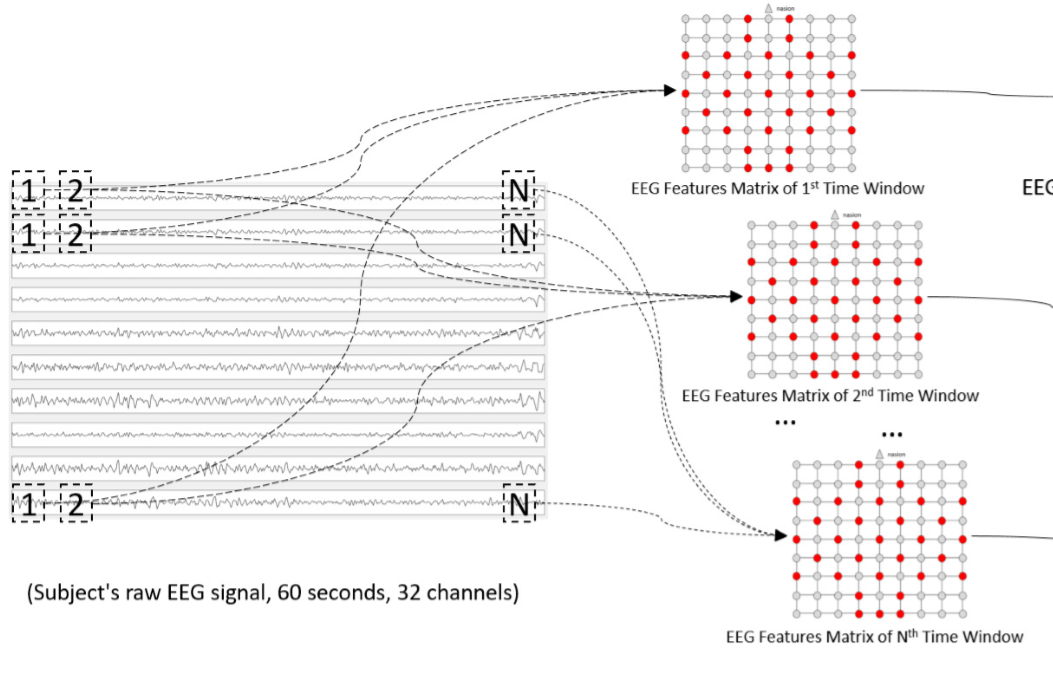 nasion
EEG Features Matrix of 1st Time Window
1 2 N
1 2 N
EEG
nasion
EEG Features Matrix of 2nd Time Window
... ...
nasion
1 2 N
(Subject's raw EEG signal, 60 seconds, 32 channels)
EEG Features Matrix of Nth Time Window